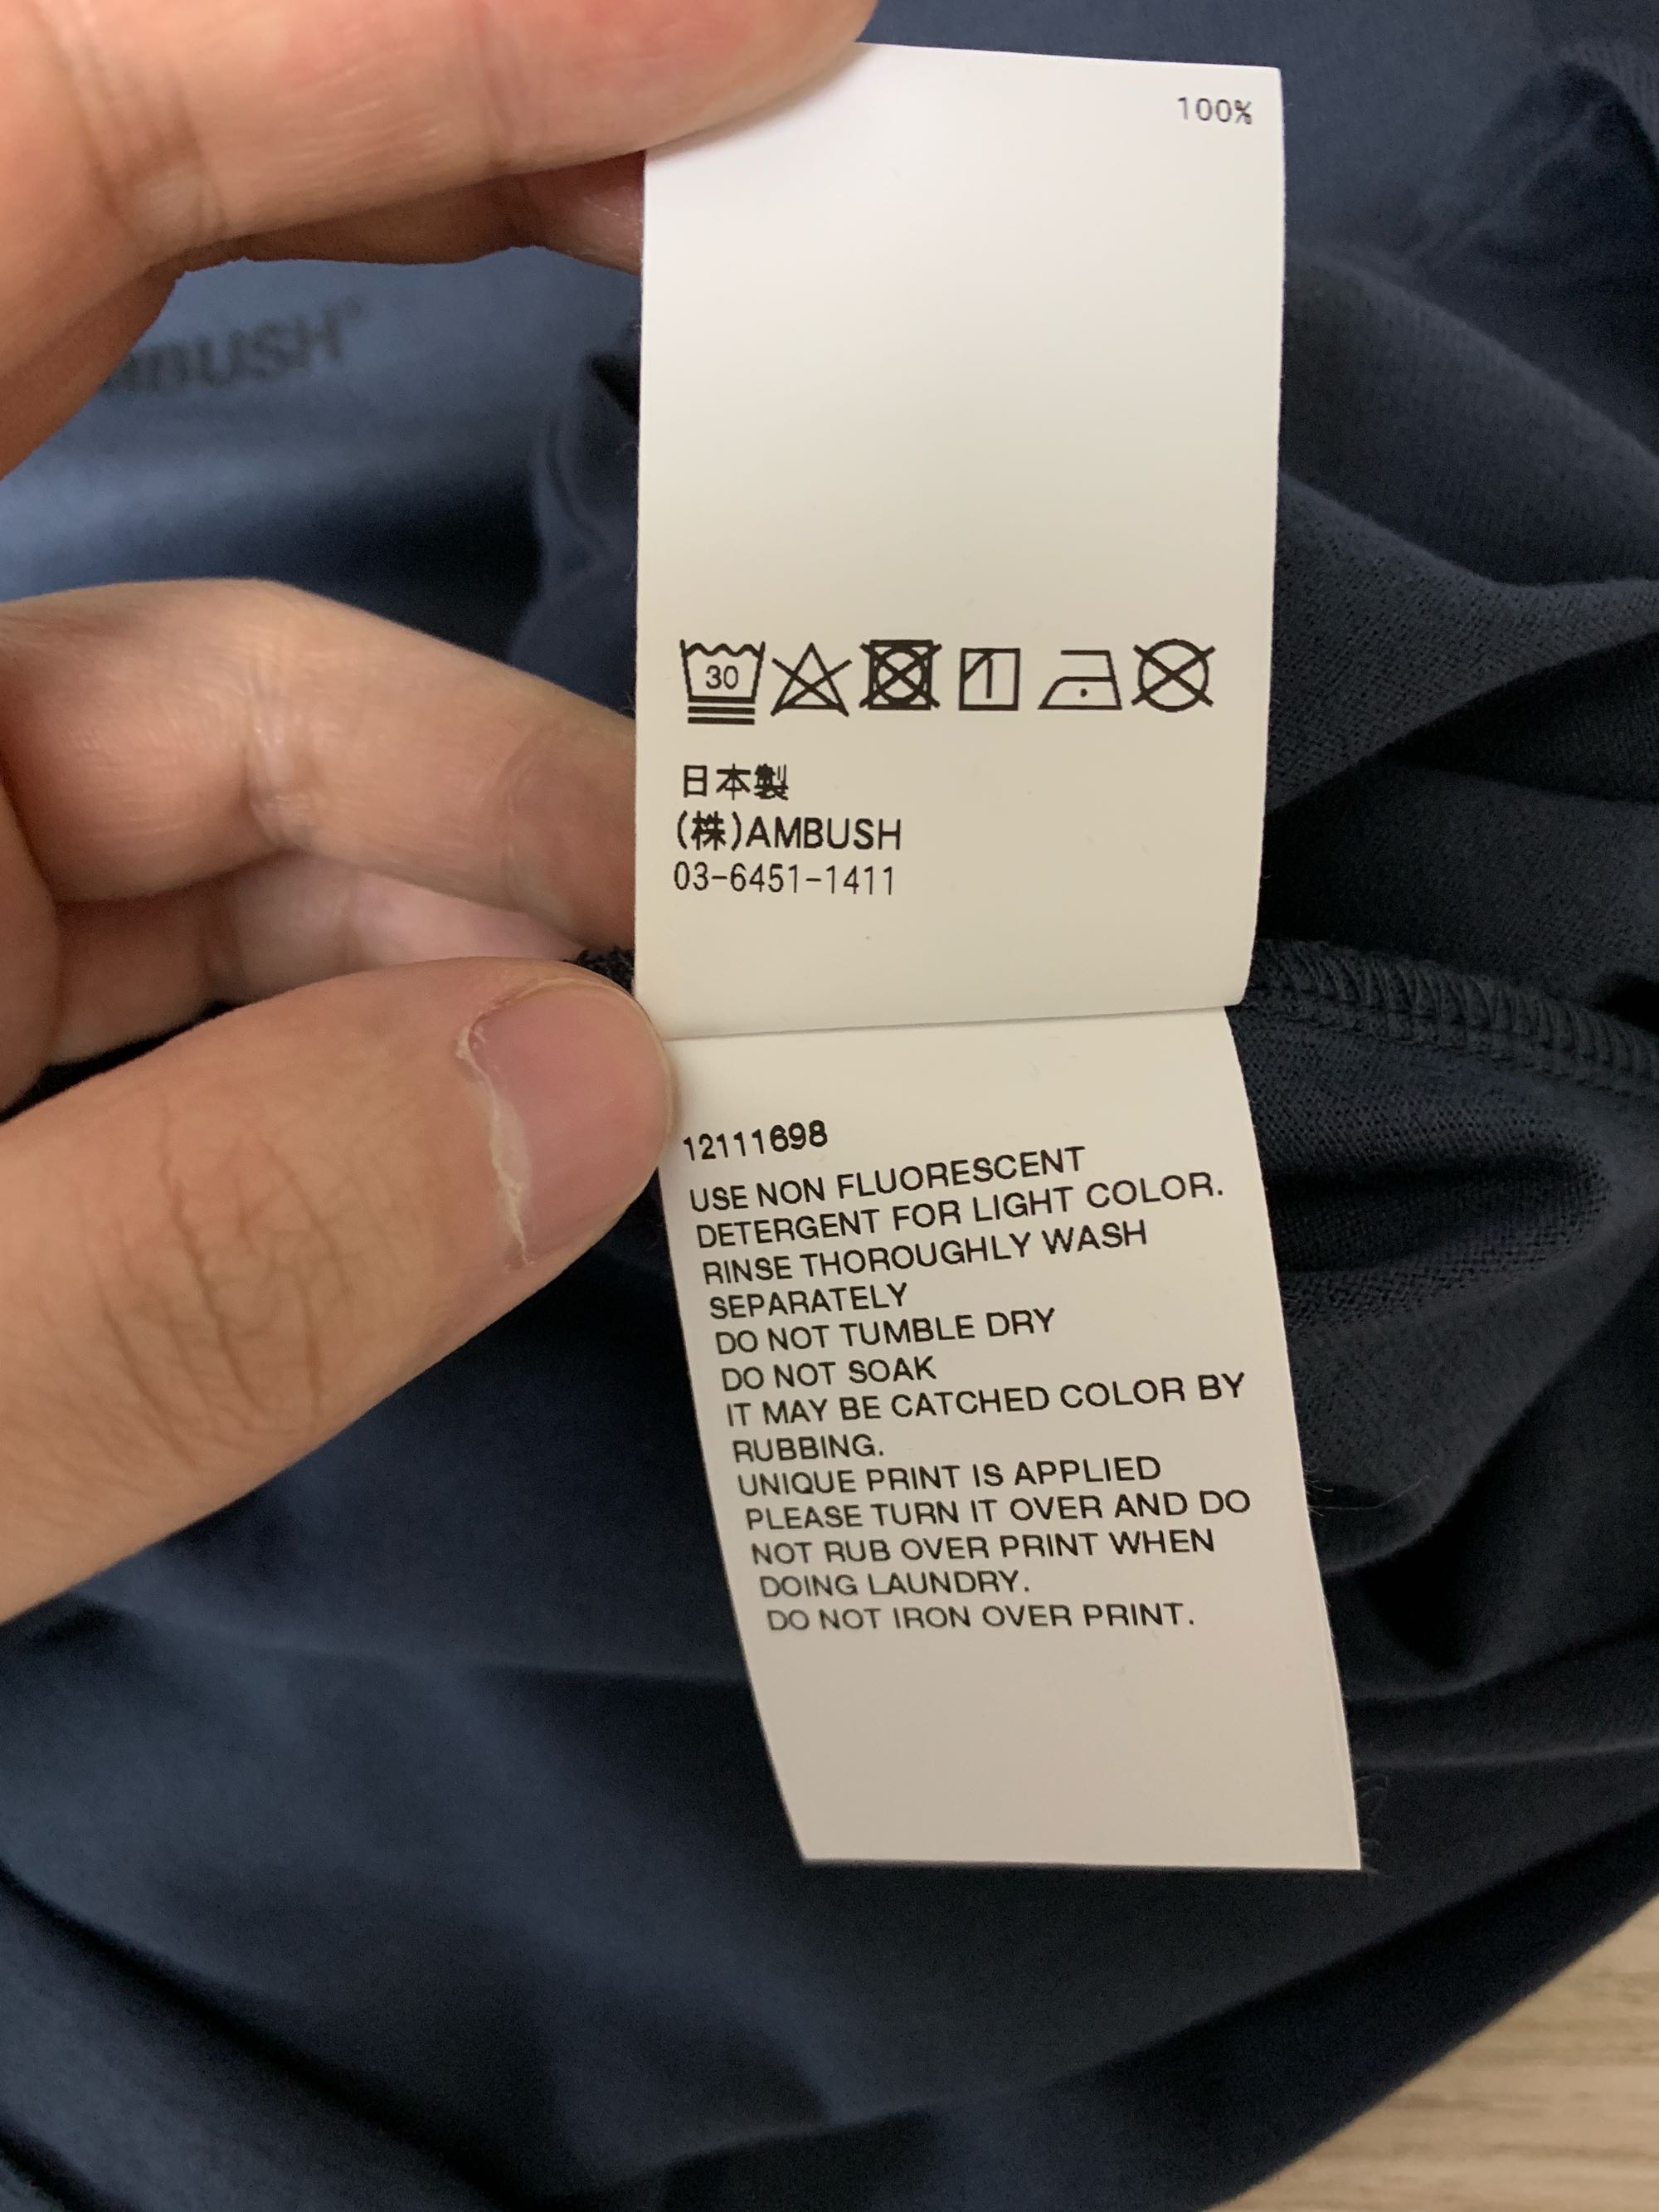 100%
MBUSH®
30
日本製
(株)AMBUSH
03-6451-1411
12111698
USE NON FLUORESCENT
DETERGENT FOR LIGHT COLOR.
RINSE THOROUGHLY WASH
SEPARATELY
DO NOT TUMBLE DRY
DO NOT SOAK
IT MAY BE CATCHED COLOR BY
RUBBING.
UNIQUE PRINT IS APPLIED
PLEASE TURN IT OVER AND DO
NOT RUB OVER PRINT WHEN
DOING LAUNDRY.
DO NOT IRON OVER PRINT.